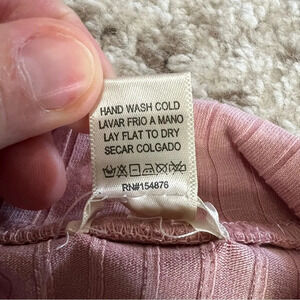 HAND WASH COLD
LAVAR FRIO A MANO
LAY FLAT TO DRY
SECAR COLGADO
RN#154876